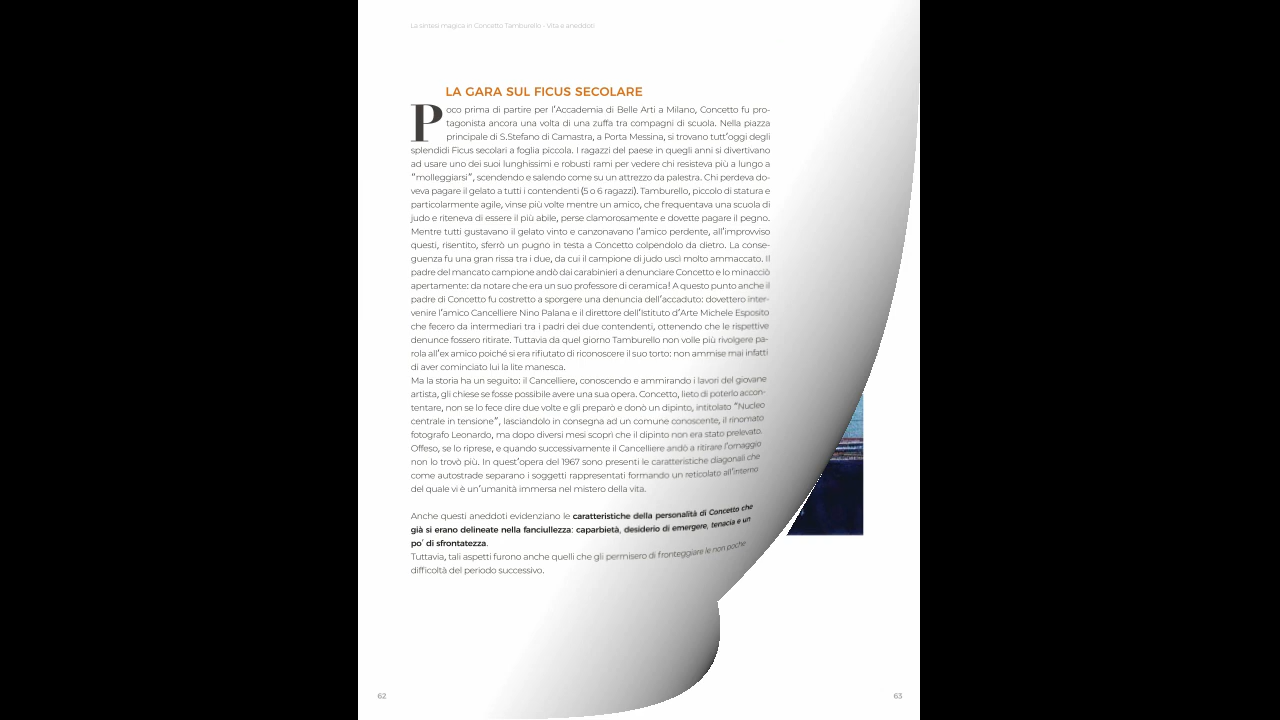 La sintesi magica in Concetto Tamburello - Vita e aneddoti
LA GARA SUL FICUS SECOLARE
Poco prima di partire per l'Accademia di Belle Arti a Milano, Concetto fu pro-
tagonista ancora una volta di una zuffa tra compagni di scuola. Nella piazza
principale di S.Stefano di Camastra, a Porta Messina, si trovano tutt'oggi degli
splendidi Ficus secolari a foglia piccola. I ragazzi del paese in quegli anni si divertivano
ad usare uno dei suoi lunghissimi e robusti rami per vedere chi resisteva più a lungo a
"molleggiarsi", scendendo e salendo come su un attrezzo da palestra. Chi perdeva do-
veva pagare il gelato a tutti i contendenti (5 o 6 ragazzi). Tamburello, piccolo di statura e
particolarmente agile, vinse più volte mentre un amico, che frequentava una scuola di
judo e riteneva di essere il più abile, perse clamorosamente e dovette pagare il pegno.
Mentre tutti gustavano il gelato vinto e canzonavano l'amico perdente, all'improvviso
questi, risentito, sferrò un pugno in testa a Concetto colpendolo da dietro. La conse-
guenza fu una gran rissa tra i due, da cui il campione di judo uscì molto ammaccato. Il
padre del mancato campione andò dai carabinieri a denunciare Concetto e lo minacciò
apertamente: da notare che era un suo professore di ceramica! A questo punto anche il
padre di Concetto fu costretto a sporgere una denuncia dell'accaduto: dovettero inter-
venire l'amico Cancelliere Nino Palana e il direttore dell'Istituto d'Arte Michele Esposito
che fecero da intermediari tra i padri dei due contendenti, ottenendo che le rispettive
denunce fossero ritirate. Tuttavia da quel giorno Tamburello non volle più rivolgere pa-
rola all'ex amico poiché si era rifiutato di riconoscere il suo torto: non ammise mai infatti
di aver cominciato lui la lite manesca.
Ma la storia ha un seguito: il Cancelliere, conoscendo e ammirando i lavori del giovane
artista, gli chiese se fosse possibile avere una sua opera. Concetto, lieto di poterlo accon-
tentare, non se lo fece dire due volte e gli preparò e donò un dipinto, intitolato "Nucleo
centrale in tensione", lasciandolo in consegna ad un comune conoscente, il rinomato
fotografo Leonardo, ma dopo diversi mesi scoprì che il dipinto non era stato prelevato.
Offeso, se lo riprese, e quando successivamente il Cancelliere andò a ritirare l'omaggio
non lo trovò più. In quest'opera del 1967 sono presenti le caratteristiche diagonali che
come autostrade separano i soggetti rappresentati formando un reticolato all'interno
del quale vi è un'umanità immersa nel mistero della vita.
Anche questi aneddoti evidenziano le caratteristiche della personalità di Concetto che
già si erano delineate nella fanciullezza: caparbietà, desiderio di emergere, tenacia e un
po' di sfrontatezza.
Tuttavia, tali aspetti furono anche quelli che gli permisero di fronteggiare le non poche
difficoltà del periodo successivo.
62
63